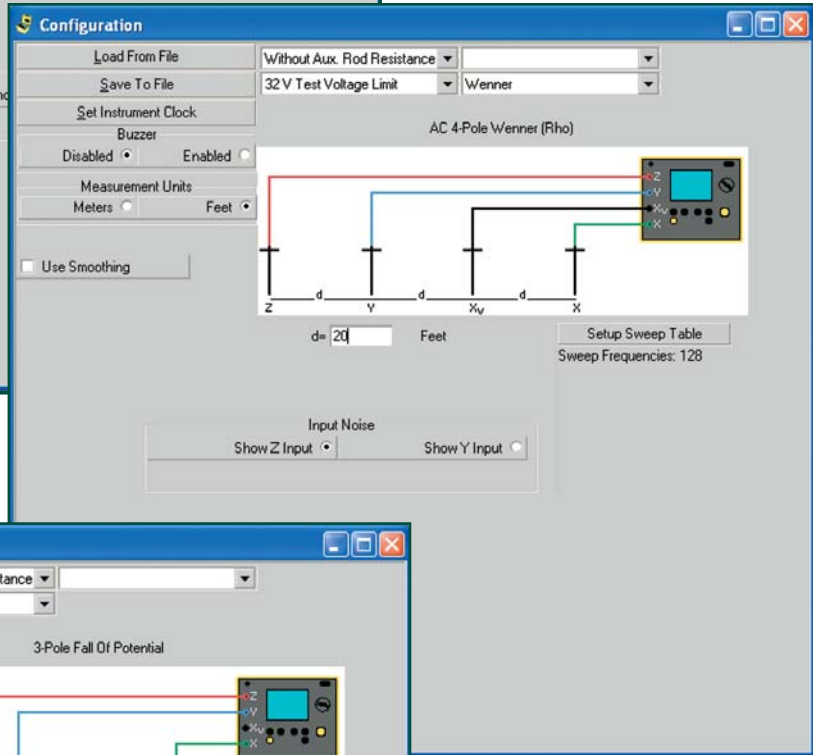 Configuration
Load From File
Without Aux. Rod Resistance
Save To File
32 V Test Voltage Limit
Wenner
Set Instrument Clock
Buzzer
Disabled
Enabled
AC 4-Pole Wenner (Rho)
Measurement Units
Meters
Feet
Use Smoothing
Z
Y
Xv
X
d
d
d
Z
Y
Xv
X
d= 20
Feet
Setup Sweep Table
Sweep Frequencies: 128
Input Noise
Show Z Input
Show Y Input
tance
3-Pole Fall Of Potential
Z
Y
Xv
X